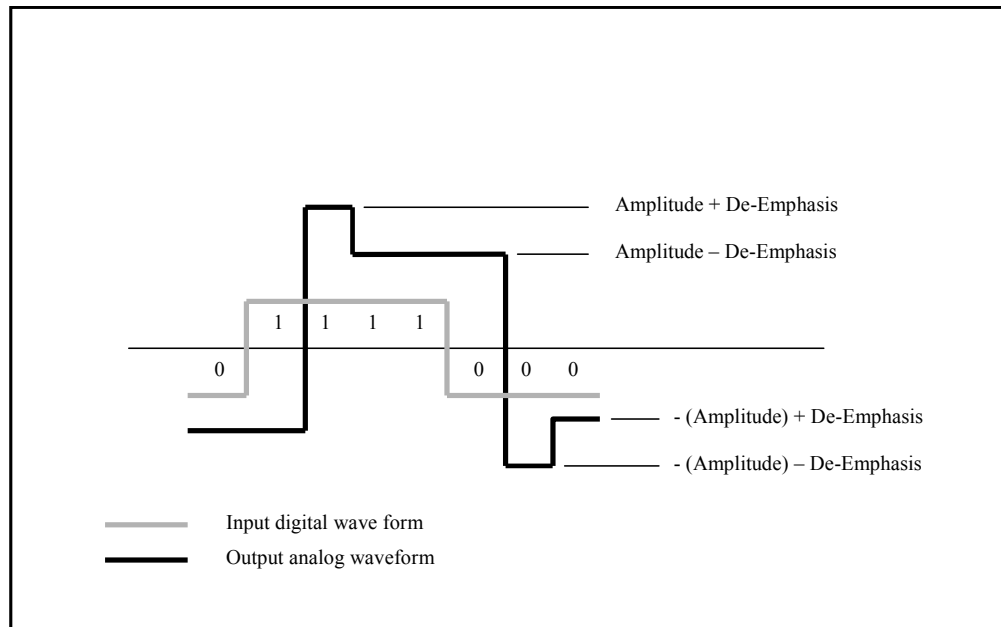 Amplitude + De-Emphasis
Amplitude – De-Emphasis
1 1 1 1
0 0 0 0
- (Amplitude) + De-Emphasis
- (Amplitude) – De-Emphasis
Input digital wave form
Output analog waveform